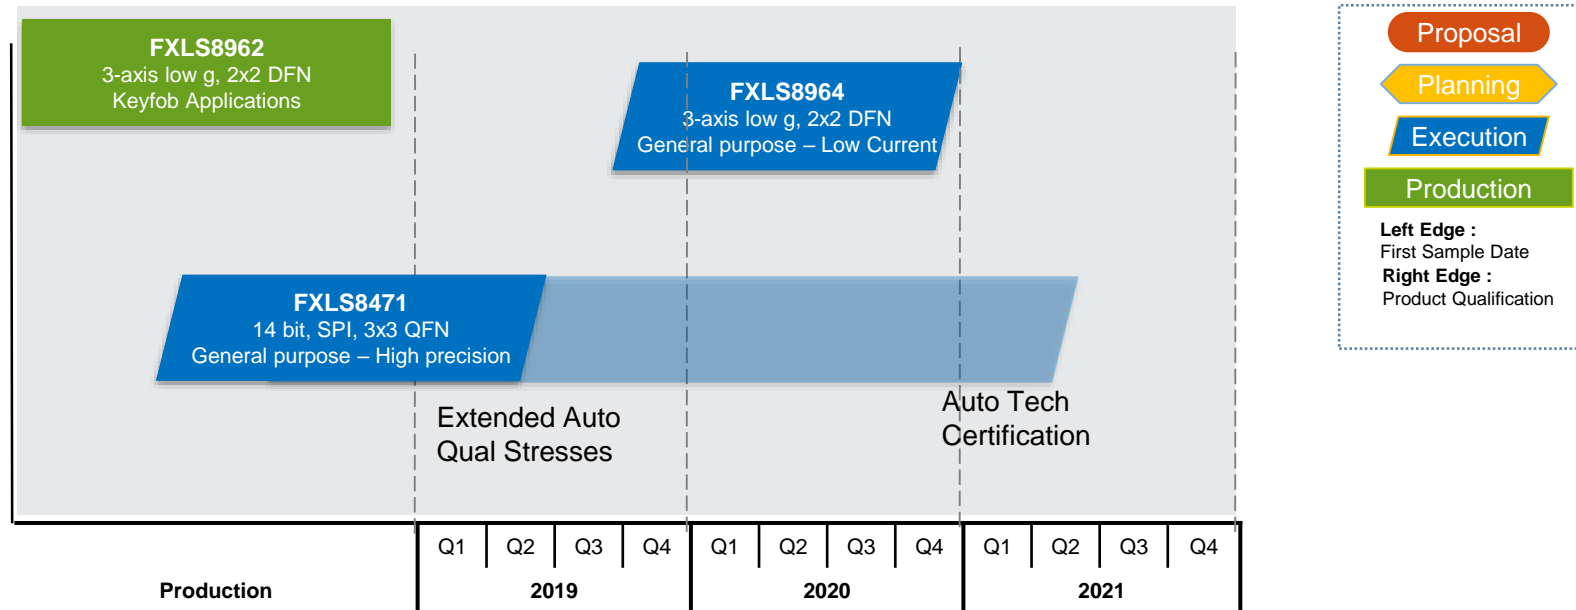 FXLS8962
3-axis low g, 2x2 DFN
Keyfob Applications
FXLS8964
3-axis low g, 2x2 DFN
General purpose – Low Current
FXLS8471
14 bit, SPI, 3x3 QFN
General purpose – High precision
Extended Auto
Qual Stresses
Auto Tech
Certification
Q1 Q2 Q3 Q4 Q1 Q2 Q3 Q4 Q1 Q2 Q3 Q4
Production 2019 2020 2021
Proposal
Planning
Execution
Production
Left Edge :
First Sample Date
Right Edge :
Product Qualification